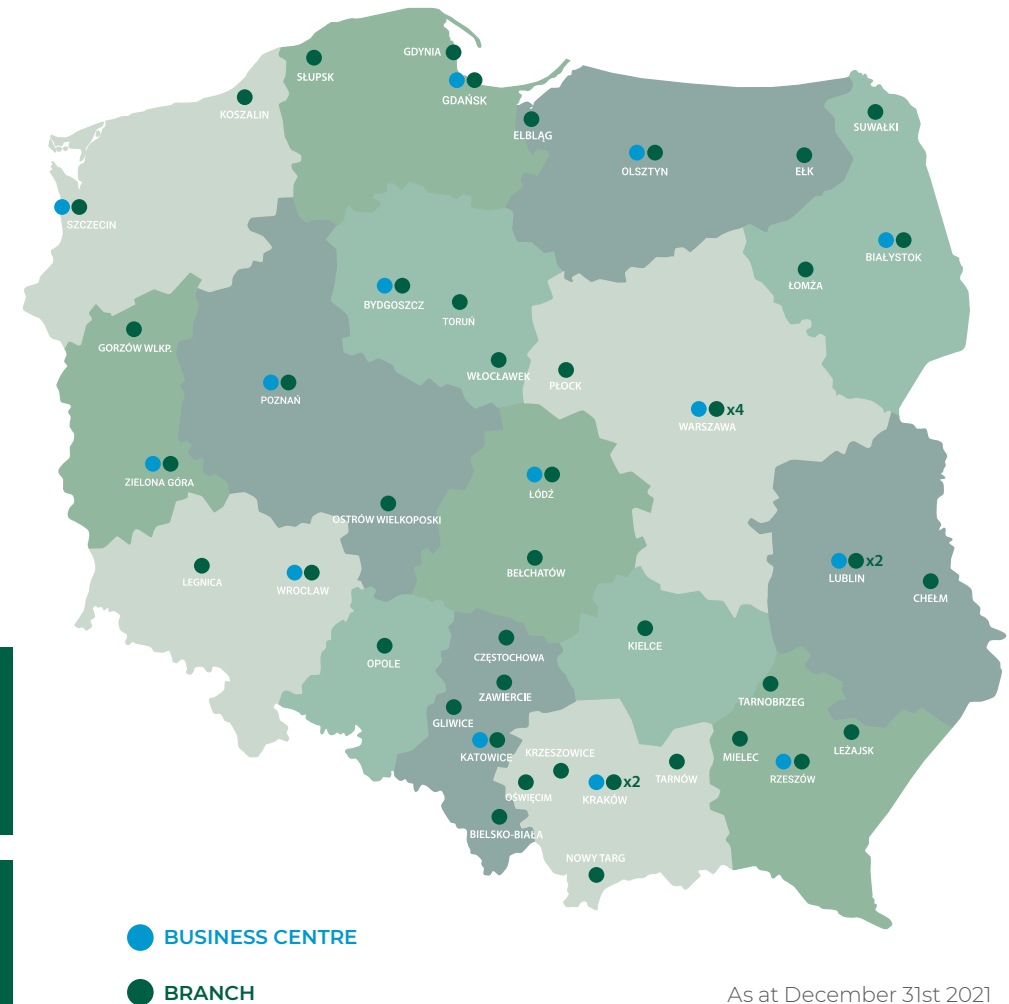 GDYNIA
SŁUPSK
GDAŃSK
KOSZALIN
ELBLĄG
SUWAŁKI
OLSZTYN
EŁK
SZCZECIN
BIAŁYSTOK
ŁOMŻA
BYDGOSZCZ
TORUŃ
GORZÓW WLKP.
WŁOCŁAWEK
PŁOCK
POZNAŃ
x4
WARSZAWA
ZIELONA GÓRA
ŁÓDŹ
OSTRÓW WIELKOPOSKI
x2
BEŁCHATÓW
LUBLIN
LEGNICA
WROCŁAW
CHEŁM
KIELCE
CZĘSTOCHOWA
OPOLE
ZAWIERCIE
TARNOBRZEG
GLIWICE
LEŻAJSK
KRZESZOWICE
KATOWICE
MIELEC
TARNÓW
RZESZÓW
x2
OŚWIĘCIM
KRAKÓW
BIELSKO-BIAŁA
NOWY TARG
BUSINESS CENTRE
BRANCH
As at December 31st 2021